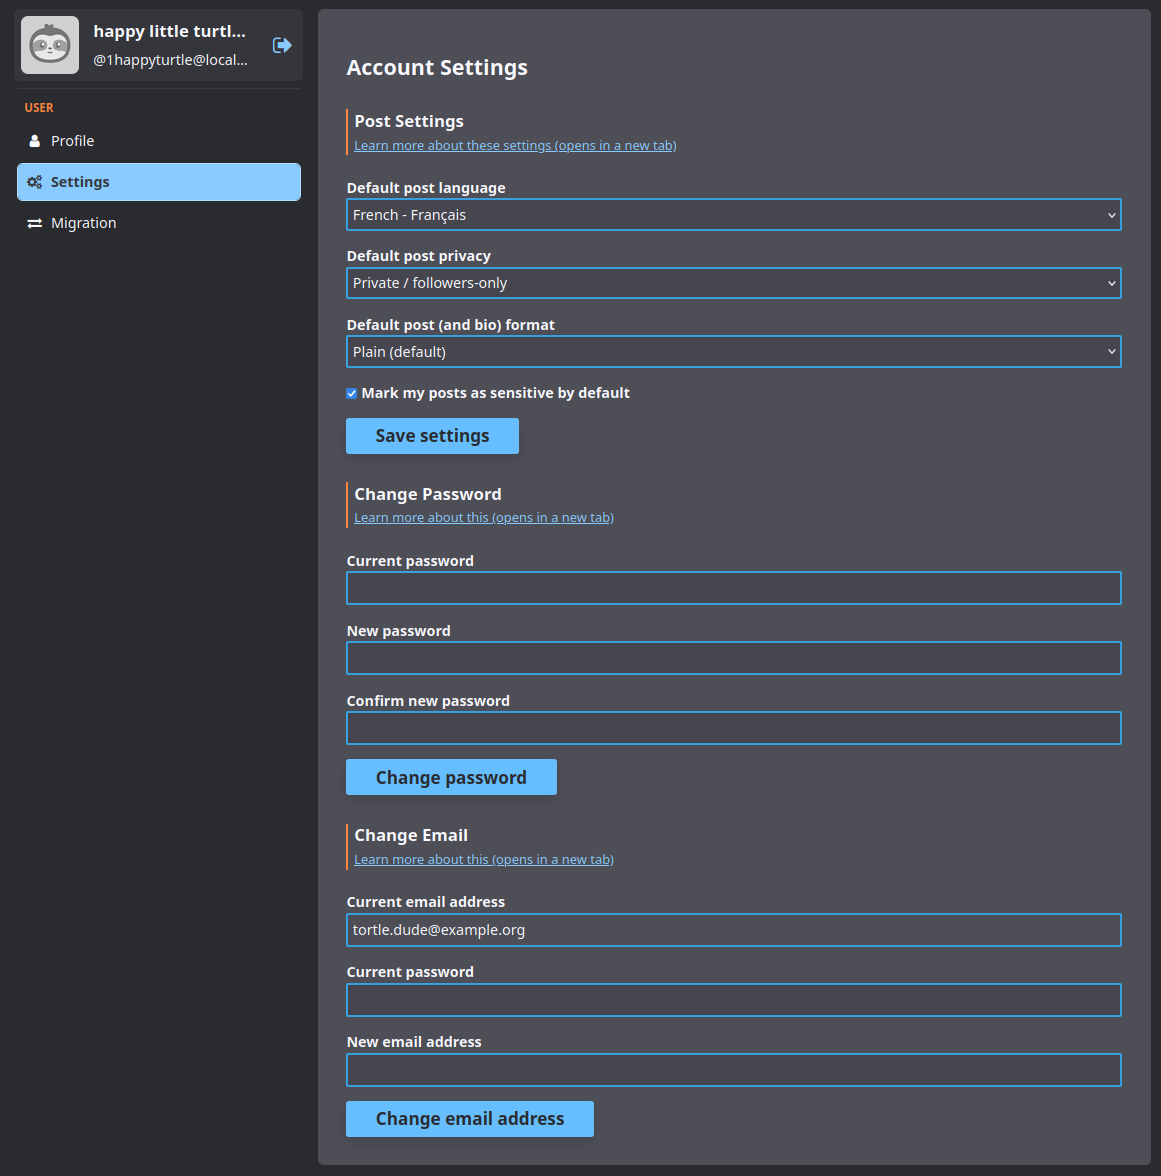 happy little turtl...
@1happyturtle@local...
USER
Profile
Settings
Migration
Account Settings
Post Settings
Learn more about these settings (opens in a new tab)
Default post language
French - Français
Default post privacy
Private / followers-only
Default post (and bio) format
Plain (default)
Mark my posts as sensitive by default
Save settings
Change Password
Learn more about this (opens in a new tab)
Current password
New password
Confirm new password
Change password
Change Email
Learn more about this (opens in a new tab)
Current email address
tortle.dude@example.org
Current password
New email address
Change email address